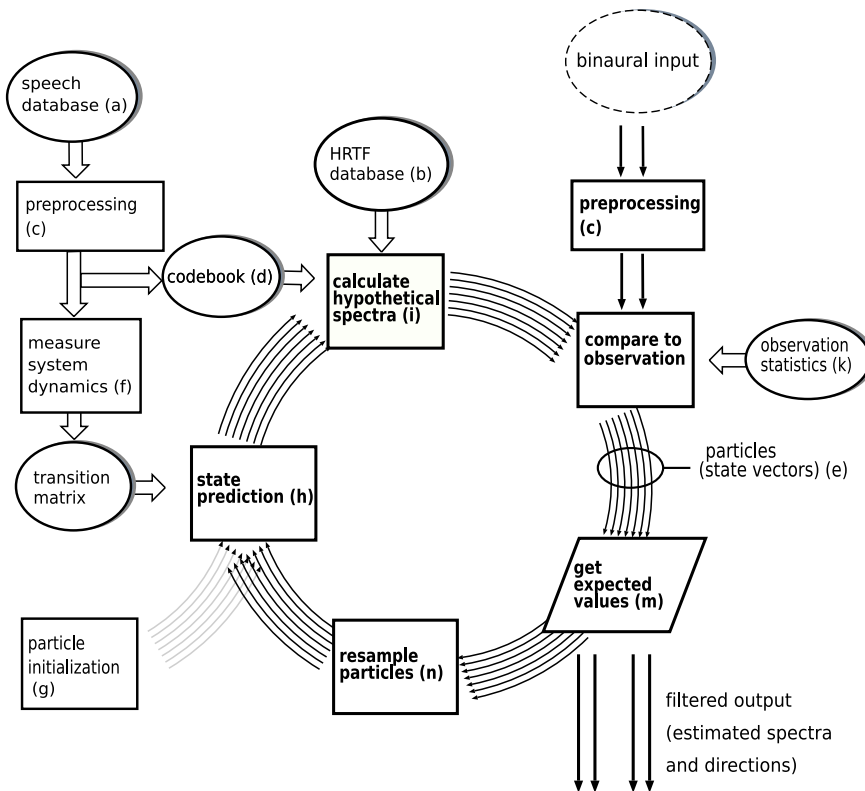 binaural input
speech
database (a)
HRTF
database (b)
preprocessing
(c)
preprocessing
(c)
codebook (d)
calculate
hypothetical
spectra (i)
measure
system
dynamics (f)
compare to
observation
observation
statistics (k)
transition
matrix
state
prediction (h)
particles
(state vectors) (e)
get
expected
values (m)
particle
initialization
(g)
resample
particles (n)
filtered output
(estimated spectra
and directions)